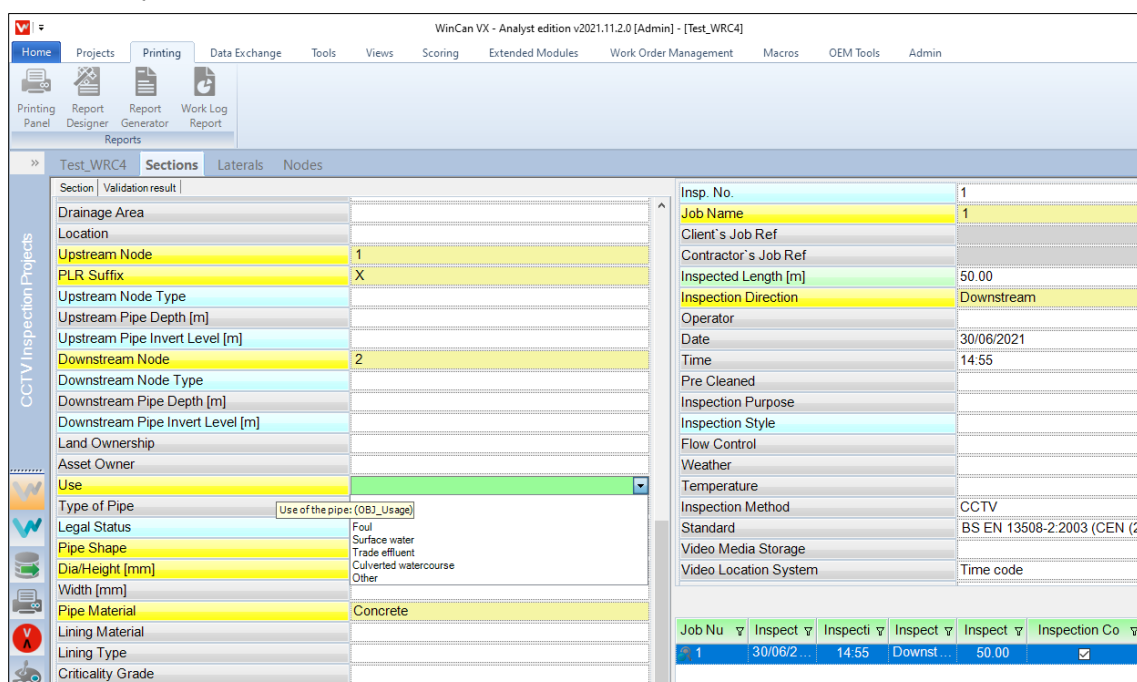 WinCan VX - Analyst edition v2021.11.2.0 [Admin] - [Test_WRC4]
Home Projects Printing Data Exchange Tools Views Scoring Extended Modules Work Order Management Macros OEM Tools Admin
Printing Panel
Report Designer
Report Generator
Work Log Report
Reports
» Test_WRC4 Sections Laterals Nodes
CCTV Inspection Projects
Section Validation result
Drainage Area
Location
Upstream Node 1
PLR Suffix X
Upstream Node Type
Upstream Pipe Depth [m]
Upstream Pipe Invert Level [m]
Downstream Node 2
Downstream Node Type
Downstream Pipe Depth [m]
Downstream Pipe Invert Level [m]
Land Ownership
Asset Owner
Use
Type of Pipe
Use of the pipe: (OBJ_Usage)
Legal Status
Foul
Surface water
Pipe Shape
Trade effluent
Dia/Height [mm]
Culverted watercourse
Other
Width [mm]
Pipe Material Concrete
Lining Material
Lining Type
Criticality Grade
Insp. No. 1
Job Name 1
Client`s Job Ref
Contractor`s Job Ref
Inspected Length [m] 50.00
Inspection Direction Downstream
Operator
Date 30/06/2021
Time 14:55
Pre Cleaned
Inspection Purpose
Inspection Style
Flow Control
Weather
Temperature
Inspection Method CCTV
Standard BS EN 13508-2:2003 (CEN (2
Video Media Storage
Video Location System Time code
Job Nu Inspect Inspecti Inspect Inspect Inspection Co
1 30/06/2... 14:55 Downst... 50.00